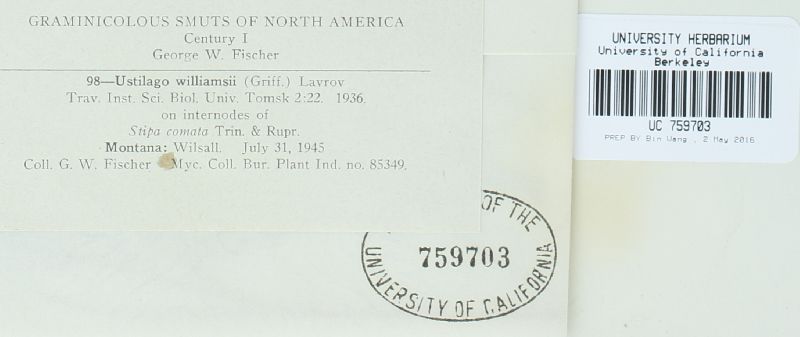 GRAMINICOLOUS SMUTS OF NORTH AMERICA
Century I
George W. Fischer
98—Ustilago williamsii (Griff.) Lavrov
Trav. Inst. Sci. Biol. Univ. Tomsk 2:22. 1936.
on internodes of
Stipa comata Trin. & Rupr.
Montana: Wilsall. July 31, 1945
Coll. G. W. Fischer Myc. Coll. Bur. Plant Ind. no. 85349.
UNIVERSITY HERBARIUM
University of California
Berkeley
UC 759703
PREP BY Bin Wang , 2 May 2016
OF THE
759703
UNIVERSITY OF CALIFORNIA